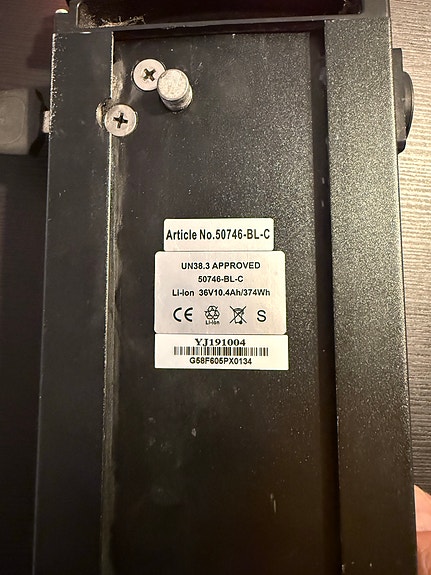 Article No.50746-BL-C
UN38.3 APPROVED
50746-BL-C
Li-Ion 36V10.4Ah/374Wh
CE Li-ion S
YJ191004
G58F605PX0134